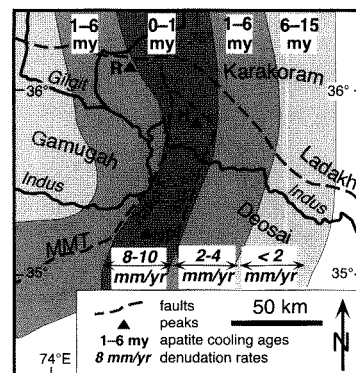 1–6 my
0–1
1–6 my
6–15 my
R
Karakoram
Gilgit
36°
36°
Gamugah
Ladakh
Indus
Indus
Deosai
MMT
35°
35°
8-10 mm/yr
2-4 mm/yr
< 2 mm/yr
faults
peaks
1–6 my apatite cooling ages
8 mm/yr denudation rates
50 km
N
74°E